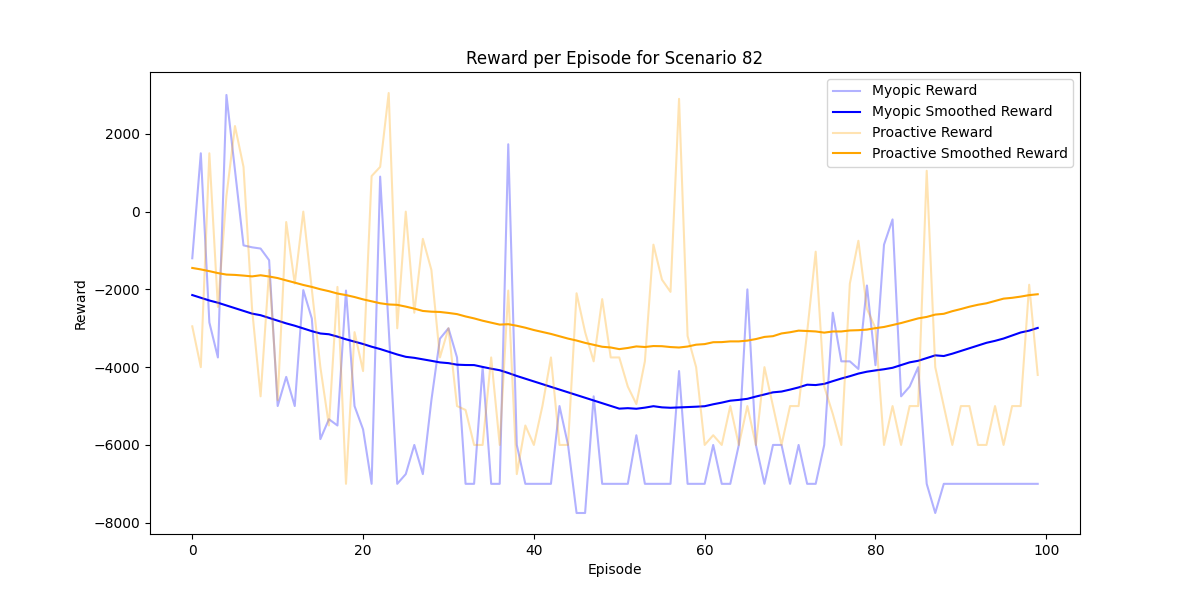 Reward per Episode for Scenario 82
Myopic Reward
Myopic Smoothed Reward
Proactive Reward
Proactive Smoothed Reward
2000
0
−2000
−4000
−6000
−8000
Reward
0 20 40 60 80 100
Episode